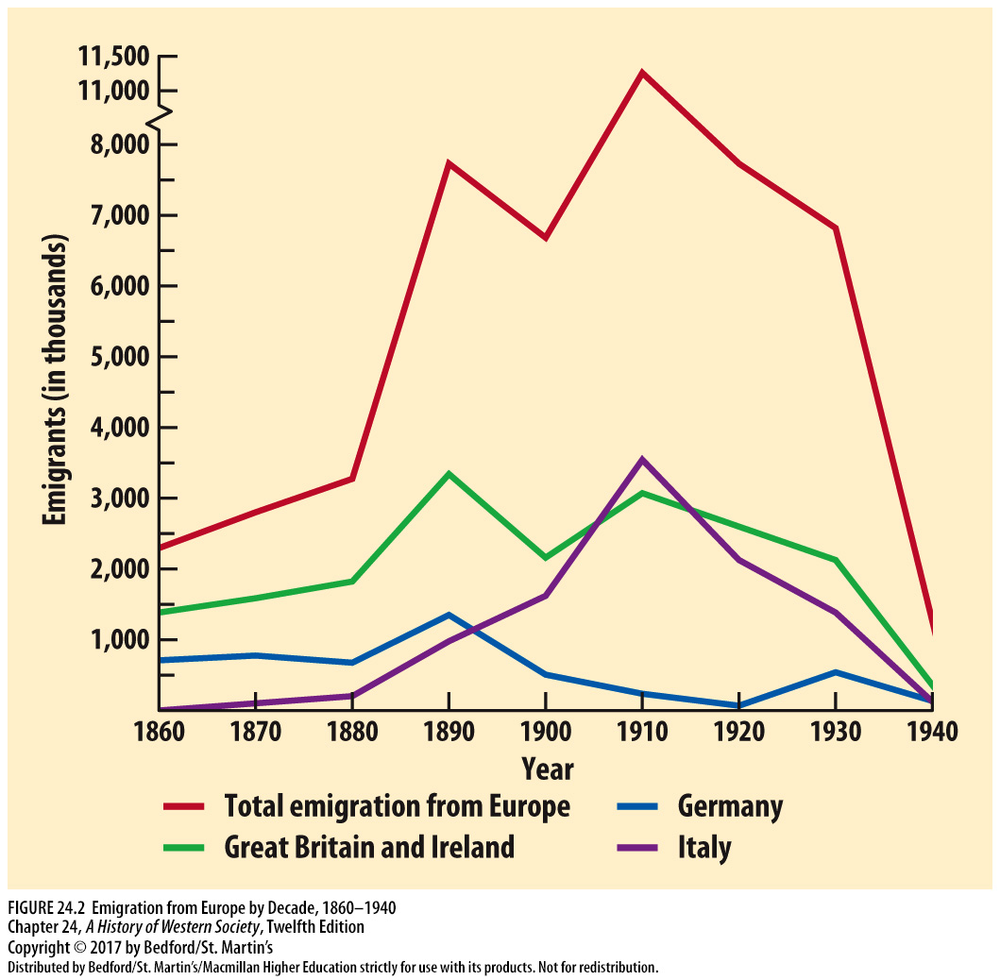 11,500
11,000
8,000
7,000
6,000
5,000
4,000
3,000
2,000
1,000
Emigrants (in thousands)
1860 1870 1880 1890 1900 1910 1920 1930 1940
Year
Total emigration from Europe
Germany
Great Britain and Ireland
Italy
FIGURE 24.2 Emigration from Europe by Decade, 1860–1940
Chapter 24, A History of Western Society, Twelfth Edition
Copyright © 2017 by Bedford/St. Martin's
Distributed by Bedford/St. Martin's/Macmillan Higher Education strictly for use with its products. Not for redistribution.